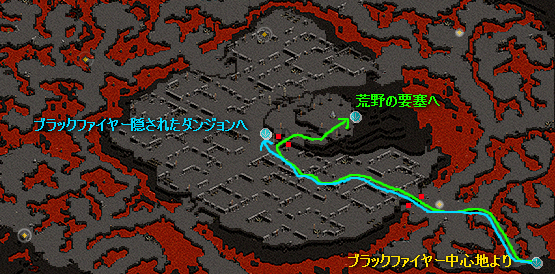 荒野の要塞へ
ブラックファイヤー隠されたダンジョンへ
ブラックファイヤー中心地より